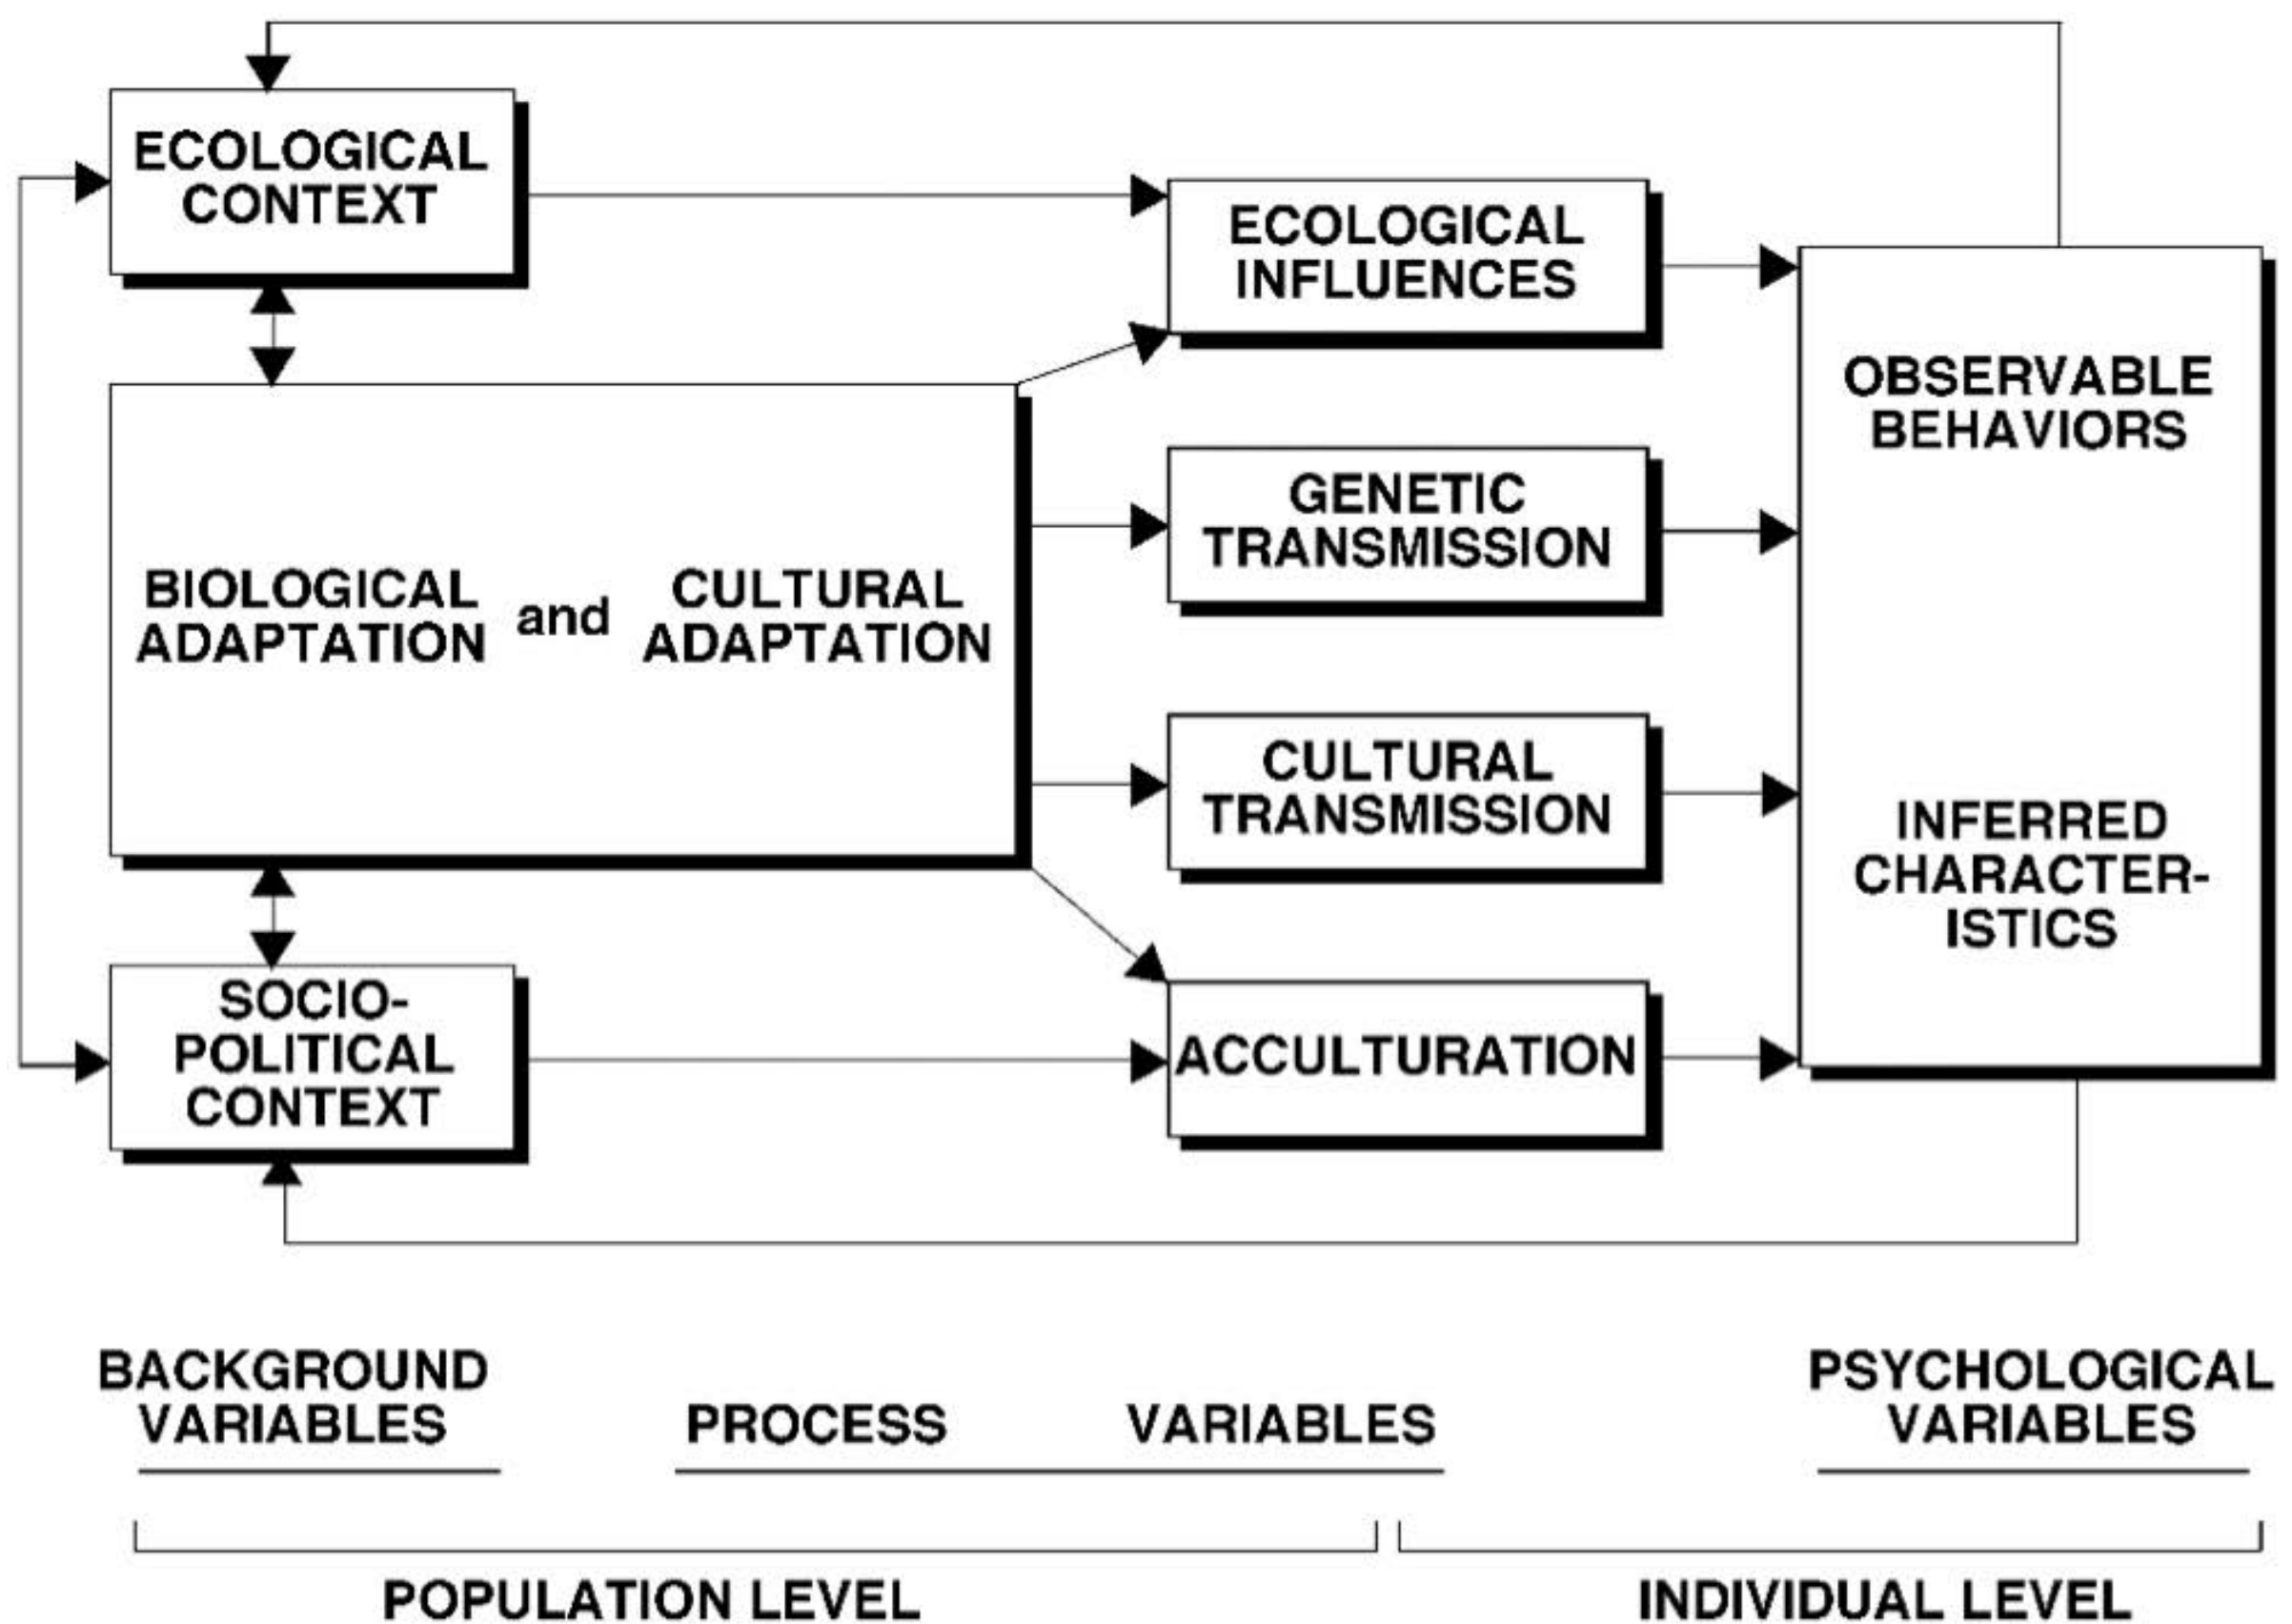 ECOLOGICAL
CONTEXT
ECOLOGICAL
INFLUENCES
OBSERVABLE
BEHAVIORS
GENETIC
TRANSMISSION
BIOLOGICAL
ADAPTATION
and
CULTURAL
ADAPTATION
CULTURAL
TRANSMISSION
INFERRED
CHARACTER-
ISTICS
SOCIO-
POLITICAL
CONTEXT
ACCULTURATION
BACKGROUND
VARIABLES
PROCESS VARIABLES
PSYCHOLOGICAL
VARIABLES
POPULATION LEVEL
INDIVIDUAL LEVEL